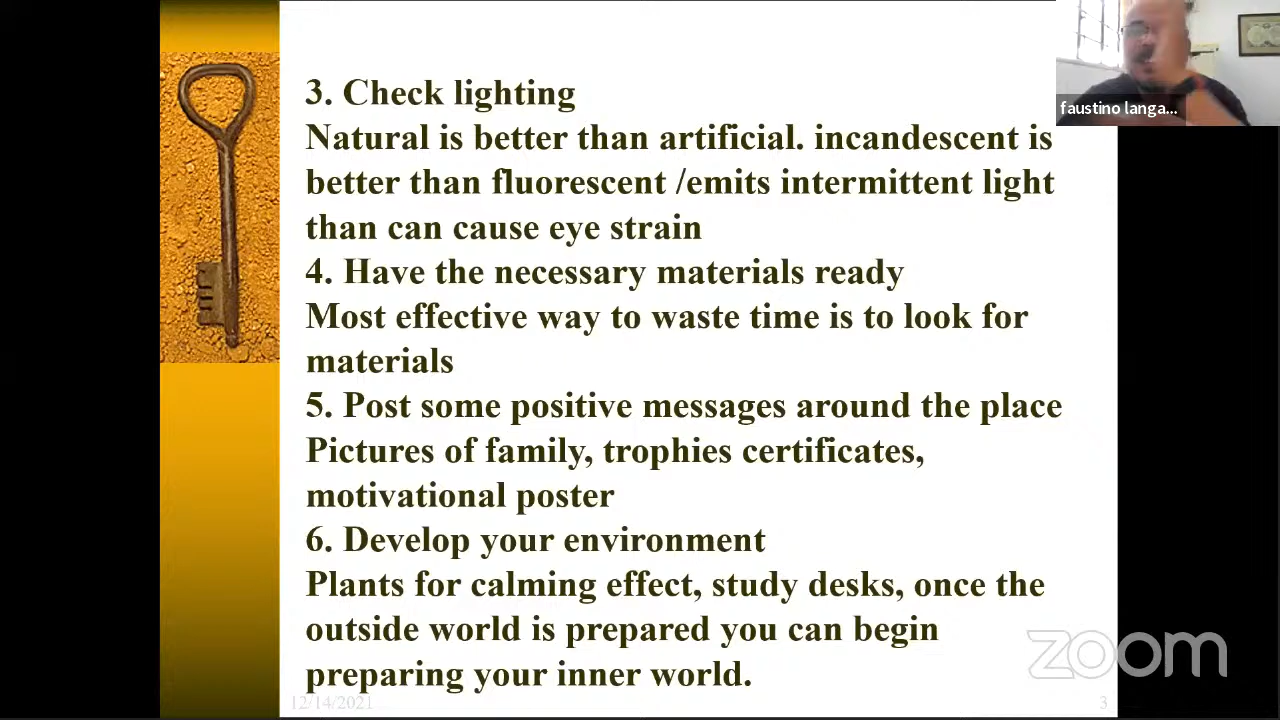 3. Check lighting
Natural is better than artificial. incandescent is
better than fluorescent /emits intermittent light
than can cause eye strain
4. Have the necessary materials ready
Most effective way to waste time is to look for
materials
5. Post some positive messages around the place
Pictures of family, trophies certificates,
motivational poster
6. Develop your environment
Plants for calming effect, study desks, once the
outside world is prepared you can begin
preparing your inner world.
12/14/2021
3
faustino langa...
zoom